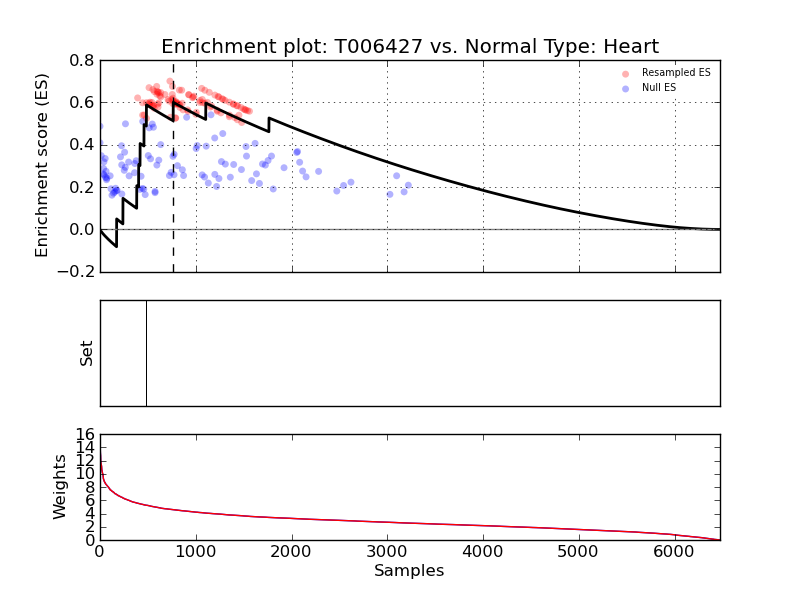 Enrichment plot: T006427 vs. Normal Type: Heart
Enrichment score (ES)
0.8
0.6
0.4
0.2
0.0
−0.2
Resampled ES
Null ES
Set
Weights
16
14
12
10
8
6
4
2
0
0 1000 2000 3000 4000 5000 6000
Samples